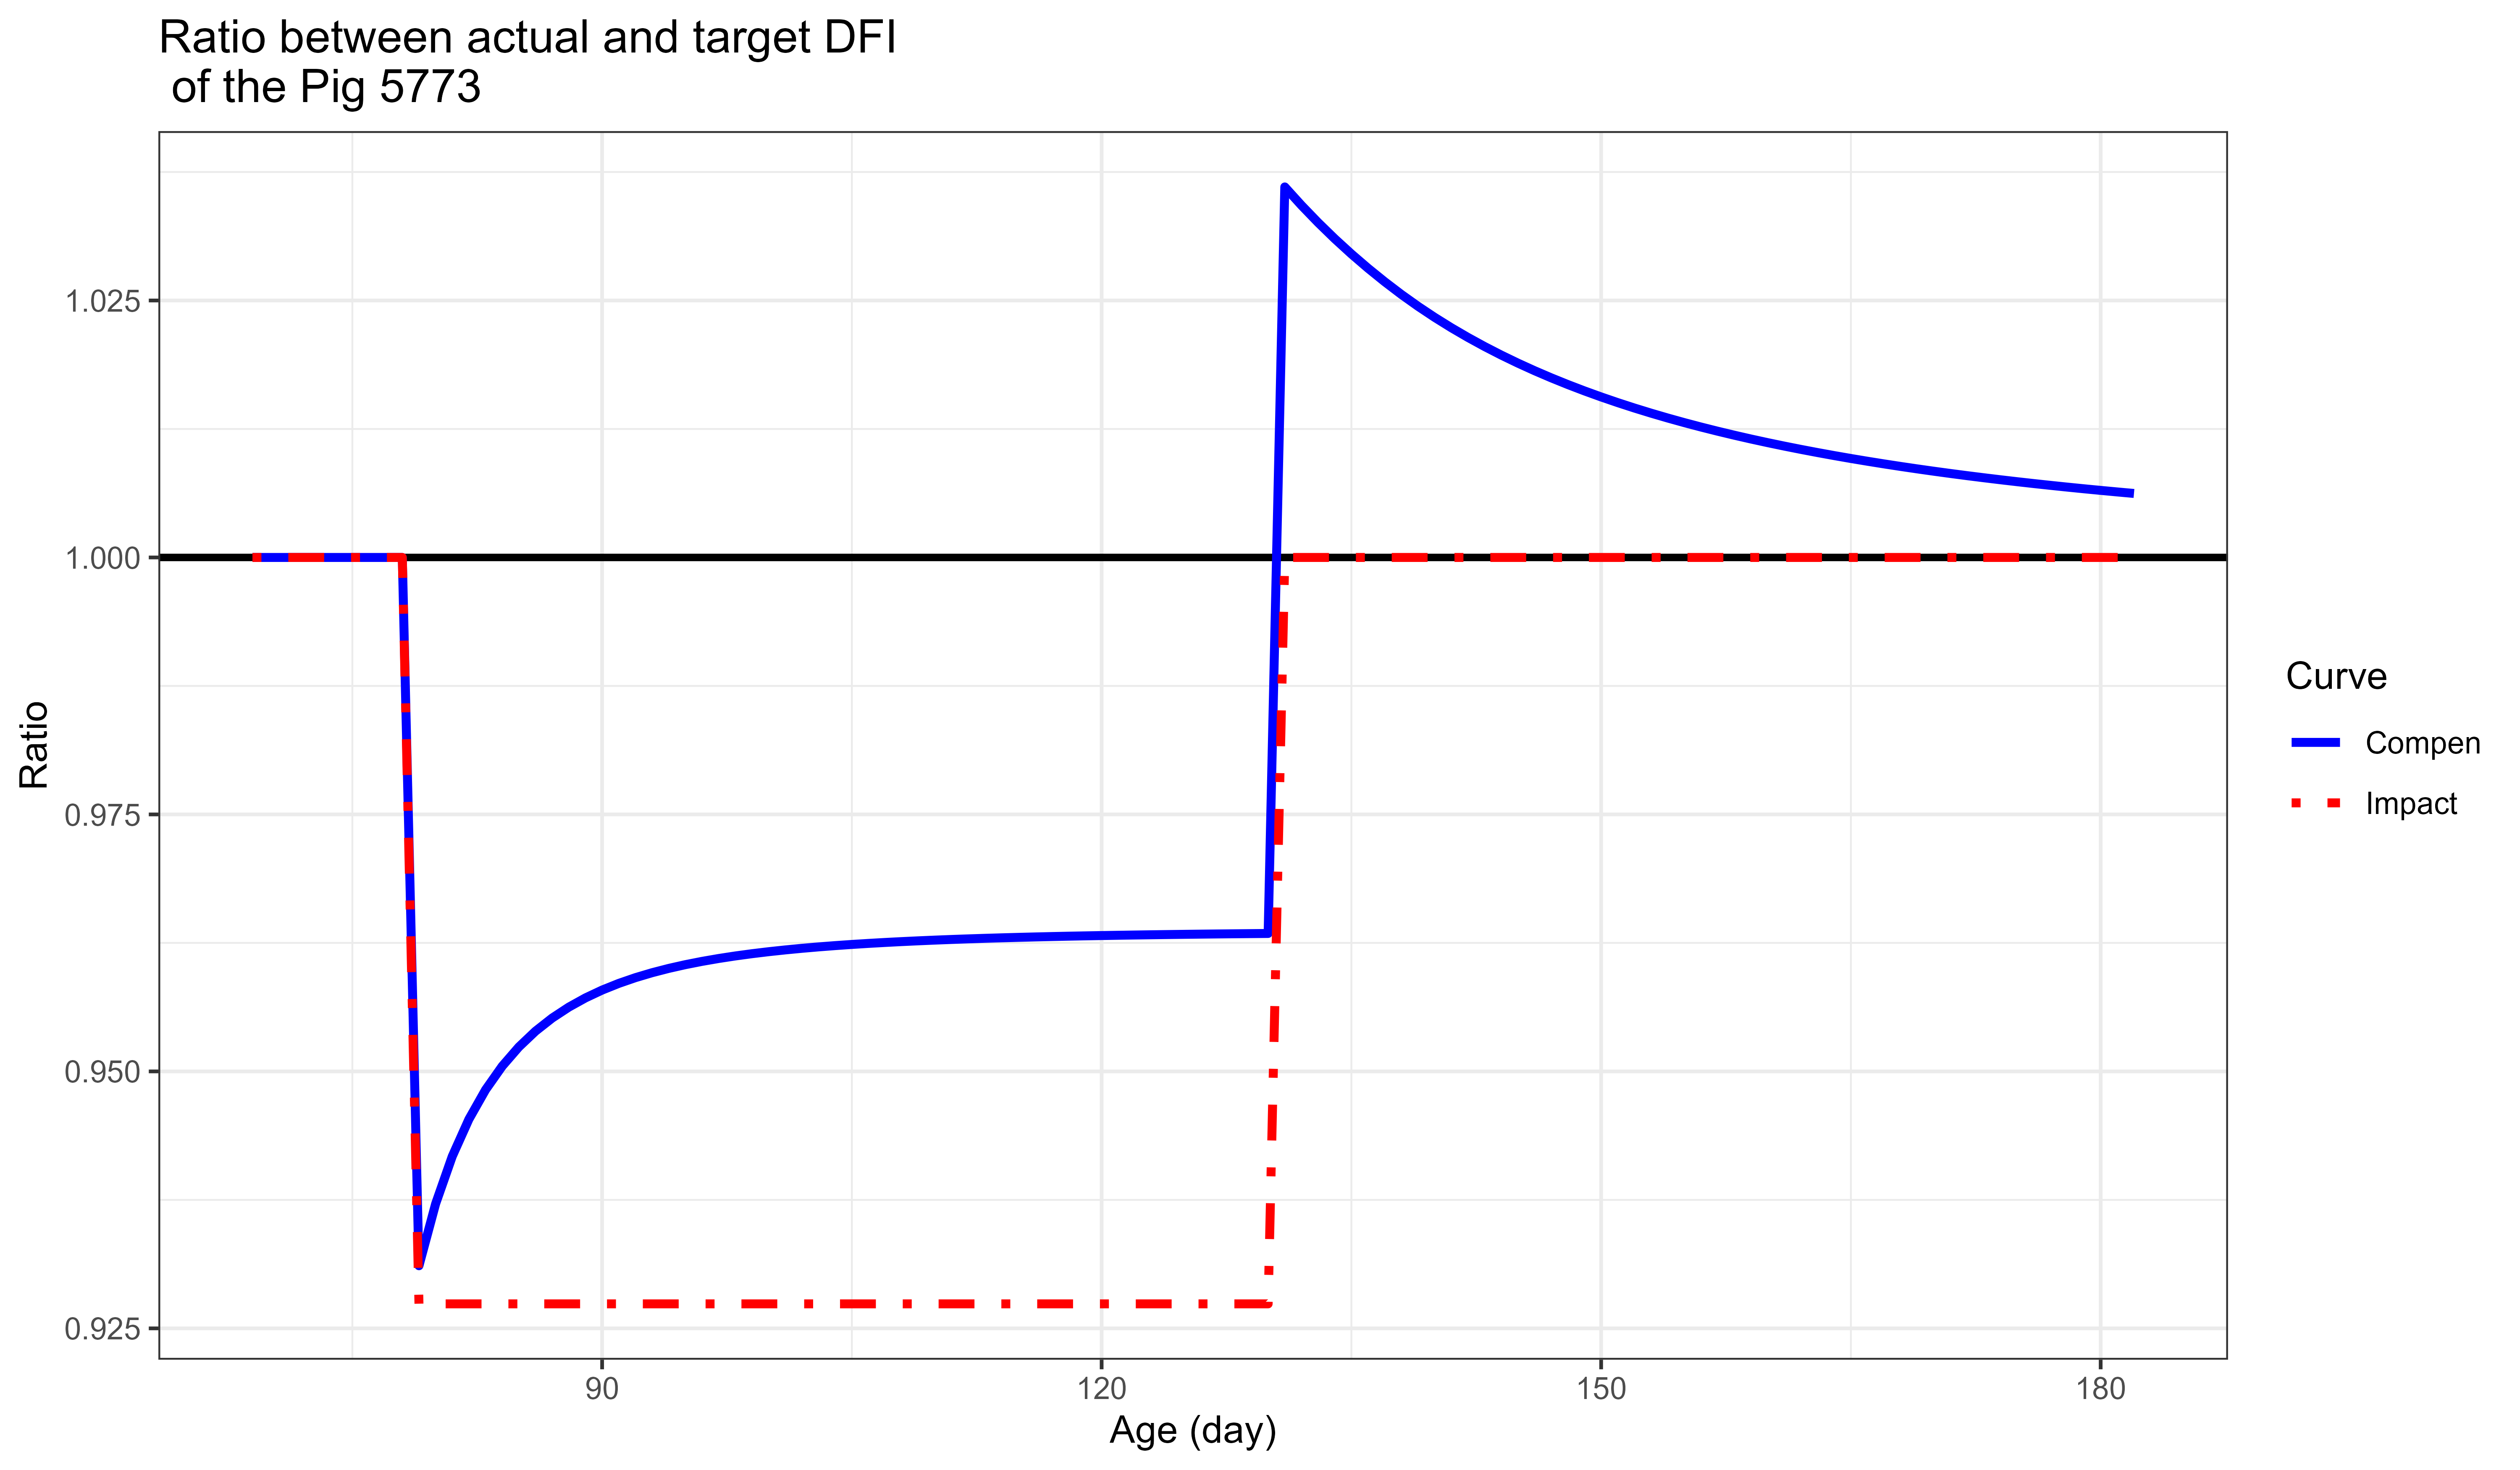 Ratio between actual and target DFI
of the Pig 5773
1.025
1.000
0.975
0.950
0.925
Ratio
90
120
150
180
Age (day)
Curve
Compen
Impact